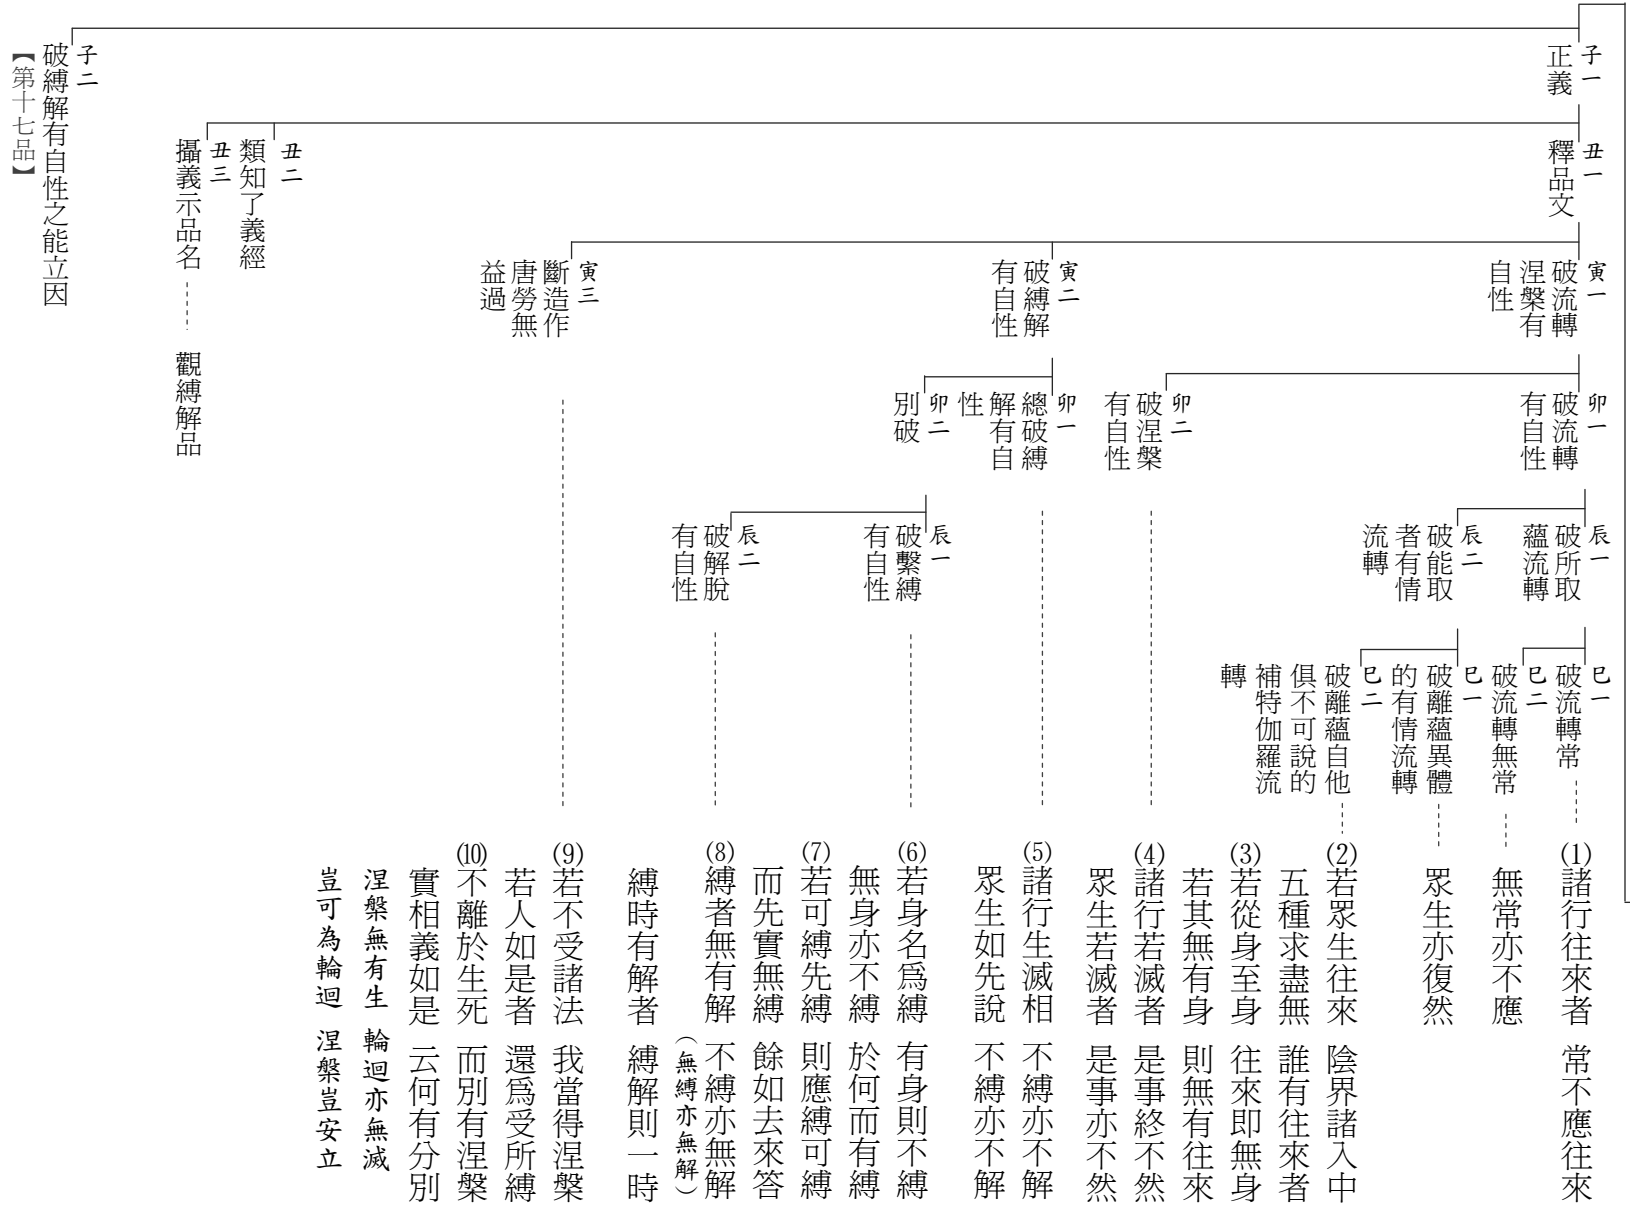 子一
正義
子二
破縛解有自性之能立因
【第十七品】
丑一
釋品文
丑二
類知了義經
丑三
攝義示品名
觀縛解品
寅一
破流轉
涅槃有
自性
寅二
破縛解
有自性
寅三
斷造作
唐勞無
益過
卯一
破流轉
有自性
卯二
破涅槃
有自性
卯一
總破縛
解有自
性
卯二
別破
辰一
破所取
蘊流轉
辰二
破能取
者有情
流轉
辰一
破繫縛
有自性
辰二
破解脫
有自性
巳一
破流轉常
巳二
破流轉無常
巳一
破離蘊異體
的有情流轉
巳二
破離蘊自他
俱不可說的
補特伽羅流
轉
(1)諸行往來者 常不應往來
無常亦不應
眾生亦復然
(2)若眾生往來 陰界諸入中
五種求盡無 誰有往來者
(3)若從身至身 往來即無身
若其無有身 則無有往來
(4)諸行若滅者 是事終不然
眾生若滅者 是事亦不然
(5)諸行生滅相 不縛亦不解
眾生如先說 不縛亦不解
(6)若身名爲縛 有身則不縛
無身亦不縛 於何而有縛
(7)若可縛先縛 則應縛可縛
而先實無縛 餘如去來答
(8)縛者無有解 不縛亦無解
（無縛亦無解）
縛時有解者 縛解則一時
(9)若不受諸法 我當得涅槃
若人如是者 還爲受所縛
(10)不離於生死 而別有涅槃
實相義如是 云何有分別
涅槃無有生 輪迴亦無滅
豈可為輪迴 涅槃豈安立